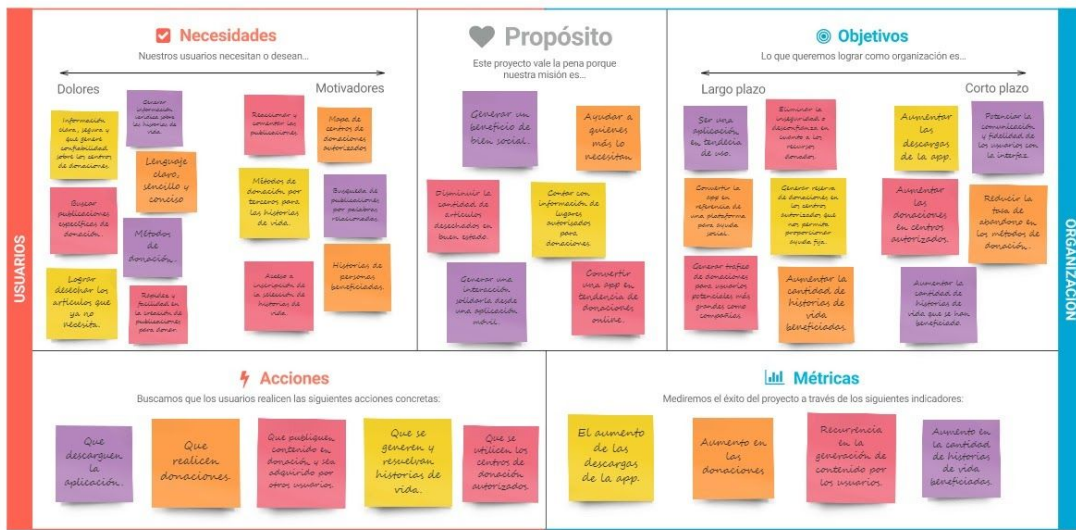 USUARIOS
Necesidades
Nuestros usuarios necesitan o desean...
Dolores
Motivadores
Información
clara, segura y
que genere
confiabilidad
sobre los centros
de donaciones.
Generar
información
verídica sobre las
historias de
vida.
Lenguaje
claro,
sencillo y
conciso
Buscar
publicaciones
específicas de
donación.
Métodos
de
donación.
Lograr
desechar los
artículos que
ya no
necesita.
Rapidez y
facilidad en
la creación de
publicaciones
para donar.
Reaccionar y
comentar las
publicaciones.
Mapa de
centros de
donaciones
autorizados
Métodos de
donación por
terceros para
las historias
de vida.
Busqueda de
publicaciones
por palabras
relacionadas.
Acceso a
inscripción de
la selección de
historias de
vida.
Historias de
personas
beneficiadas.
Propósito
Este proyecto vale la pena porque
nuestra misión es...
Generar un
beneficio de
bien social.
Ayudar a
quiénes
más lo
necesitan.
Disminuir la
cantidad de
artículos
desechados en
buen estado.
Contar con
información de
lugares
autorizados
para
donaciones.
Generar una
interacción
solidaria desde
una aplicación
móvil.
Convertir
una app en
tendencia de
donaciones
online.
Objetivos
Lo que queremos lograr como organización es...
Largo plazo
Corto plazo
Ser una
aplicación
en tendecia
de uso.
Eliminar la
inseguridad o
desconfianza en
cuanto a los
recursos
donados.
Aumentar
las
descargas
de la app.
Potenciar la
comunicación
y fidelidad de
los usuarios
con la interfaz.
Convertir la
app en
referencia de
una plataforma
para ayuda
social.
Generar reserva
de donaciones en
los centros
autorizados que
nos permita
proporcionar
ayuda fija.
Aumentar
las
donaciones
en centros
autorizados.
Reducir la
tasa de
abandono en
los métodos de
donación.
Generar trafico
de donaciones
para usuarios
potenciales más
grandes como
compañías
Aumentar la
cantidad de
historias de
vida
beneficiadas.
Aumentar la
cantidad de
historias de
vida que se han
beneficiado.
ORGANIZACIÓN
Acciones
Buscamos que los usuarios realicen las siguientes acciones concretas:
Que
descarguen
la
aplicación.
Que
realicen
donaciones.
Que publiquen
contenido en
donación y sea
adquirido por
otros usuarios.
Que se
generen y
resuelvan
historias de
vida.
Que se
utilicen los
centros de
donación
autorizados.
Métricas
Mediremos el éxito del proyecto a través de los siguientes indicadores:
El aumento
de las
descargas
de la app.
Aumento en
las
donaciones
Recurrencia
en la
generación de
contenido por
los usuarios.
Aumento en
la cantidad
de historias
de vida
beneficiadas.